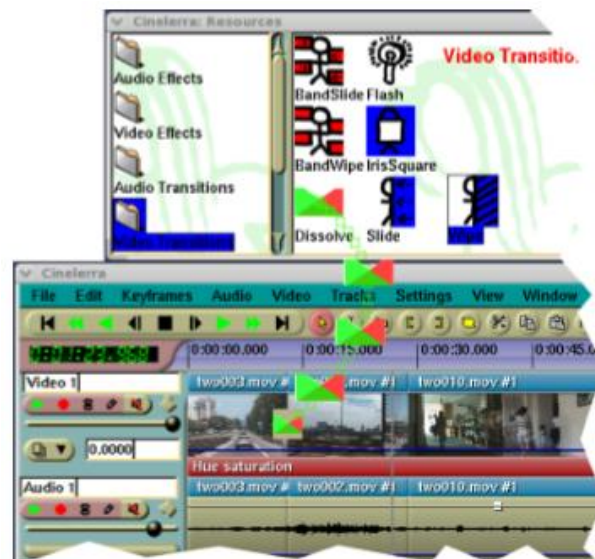 Cinelerra: Resources
Audio Effects
Video Effects
Audio Transitions
Video Transitions
Video Transitio.
BandSlide Flash
BandWipe IrisSquare
Dissolve Slide Wipe
Cinelerra
File Edit Keyframes Audio Video Tracks Settings View Window
0:00:00.000 0:00:15.000 0:00:30.000 0:00:45.0
Video 1
two003.mov # #1 two010.mov #1
0.0000
Hue saturation
Audio 1
two003.mov # two002.mov #1 two010.mov #1